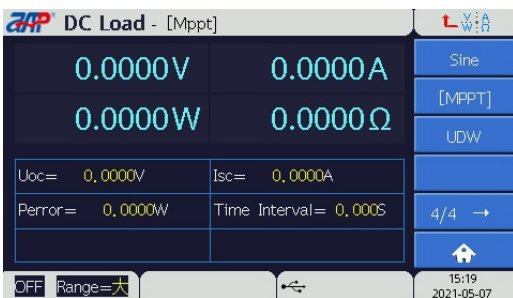 ZAP DC Load - [Mppt]
V A
W Ω
0.0000V 0.0000A
0.0000W 0.0000Ω
Sine
[MPPT]
UDW
Uoc= 0.0000V Isc= 0.0000A
Perror= 0.0000W Time Interval= 0.000S
4/4 →
OFF Range=大
15:19
2021-05-07